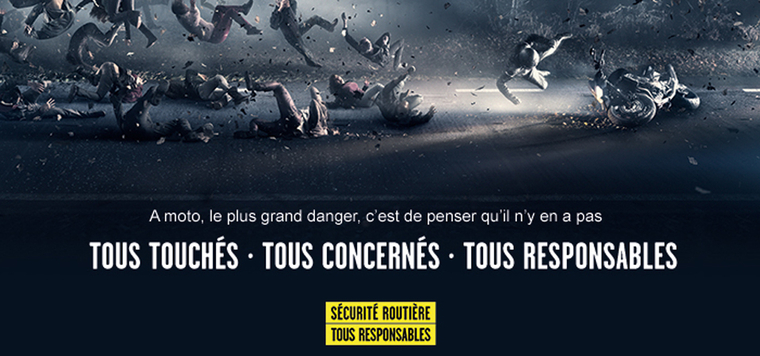 A moto, le plus grand danger, c’est de penser qu’il n’y en a pas
TOUS TOUCHÉS · TOUS CONCERNÉS · TOUS RESPONSABLES
SÉCURITÉ ROUTIÈRE
TOUS RESPONSABLES